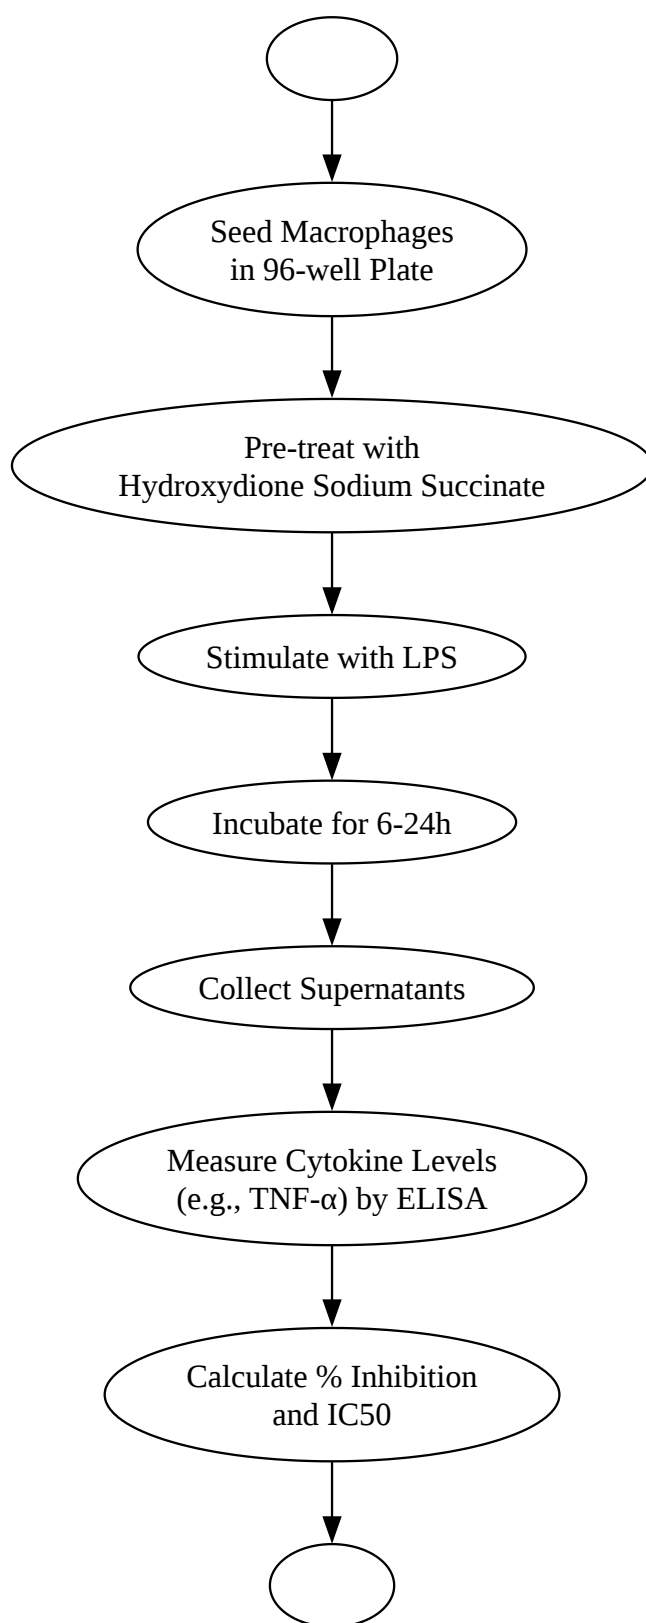 Seed Macrophages
in 96-well Plate
Pre-treat with
Hydroxydione Sodium Succinate
Stimulate with LPS
Incubate for 6-24h
Collect Supernatants
Measure Cytokine Levels
(e.g., TNF-α) by ELISA
Calculate % Inhibition
and IC50